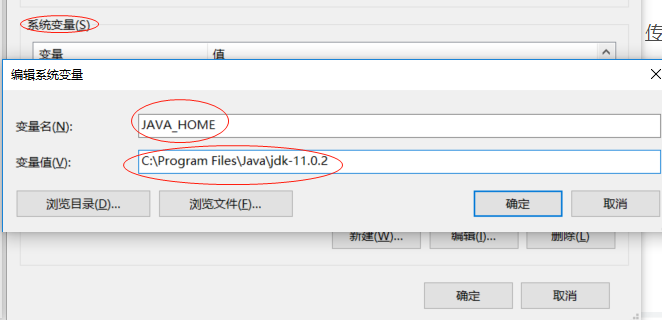 系统变量(S)
传
变量 值
编辑系统变量
变量名(N):
JAVA_HOME
变量值(V):
C:\Program Files\Java\jdk-11.0.2
浏览目录(D)... 浏览文件(F)... 确定 取消
新建(W)... 编辑(I)... 删除(L)
确定 取消